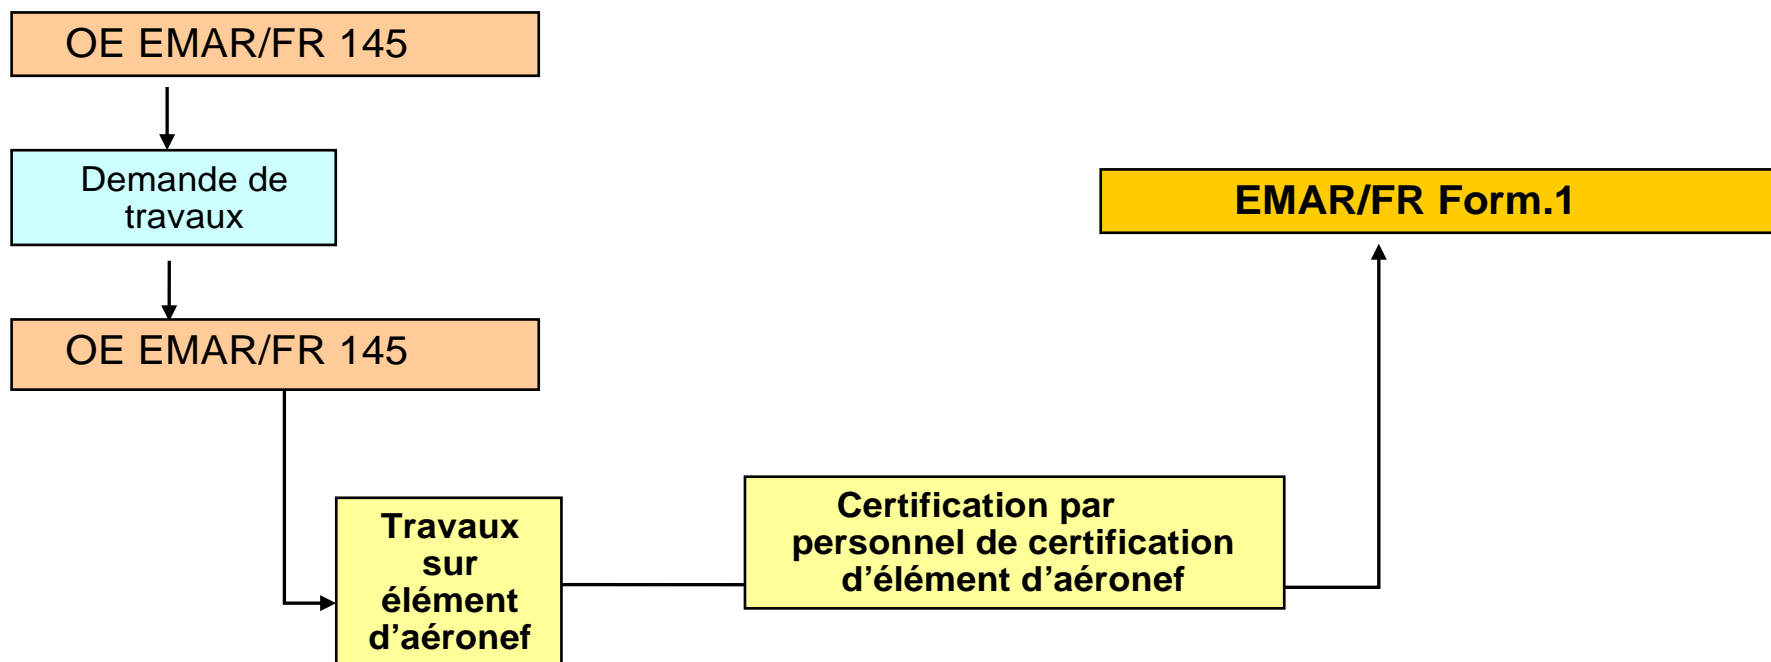 OE EMAR/FR 145
Demande de
travaux
EMAR/FR Form.1
OE EMAR/FR 145
Travaux
sur
élément
d’aéronef
Certification par
personnel de certification
d’élément d’aéronef